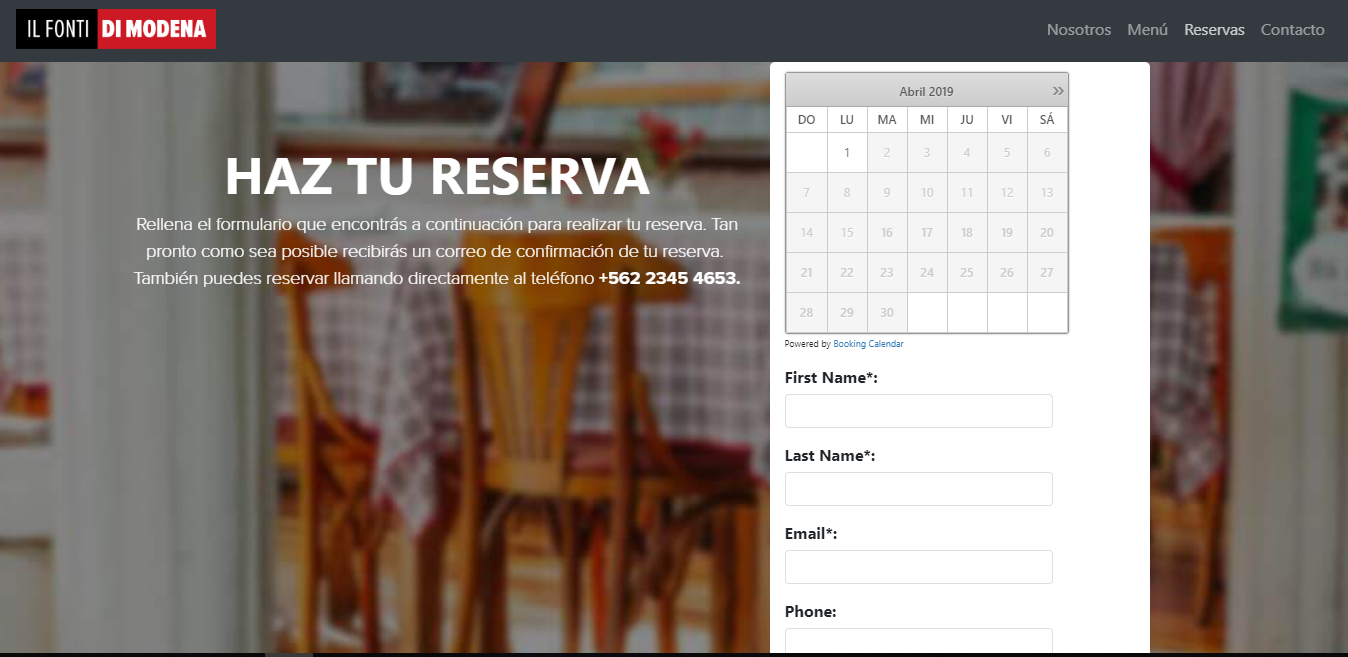 IL FONTI DI MODENA
Nosotros Menú Reservas Contacto
HAZ TU RESERVA
Rellena el formulario que encontrás a continuación para realizar tu reserva. Tan
pronto como sea posible recibirás un correo de confirmación de tu reserva.
También puedes reservar llamando directamente al teléfono +562 2345 4653.
Abril 2019 »
DO LU MA MI JU VI SÁ
1 2 3 4 5 6
7 8 9 10 11 12 13
14 15 16 17 18 19 20
21 22 23 24 25 26 27
28 29 30
Powered by Booking Calendar
First Name*:
Last Name*:
Email*:
Phone: